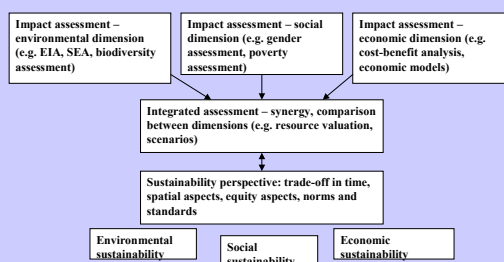 Impact assessment –
environmental dimension
(e.g. EIA, SEA, biodiversity
assessment)
Impact assessment – social
dimension (e.g. gender
assessment, poverty
assessment)
Impact assessment –
economic dimension (e.g.
cost-benefit analysis,
economic models)
Integrated assessment – synergy, comparison
between dimensions (e.g. resource valuation,
scenarios)
Sustainability perspective: trade-off in time,
spatial aspects, equity aspects, norms and
standards
Environmental
sustainability
Social
sustainability
Economic
sustainability